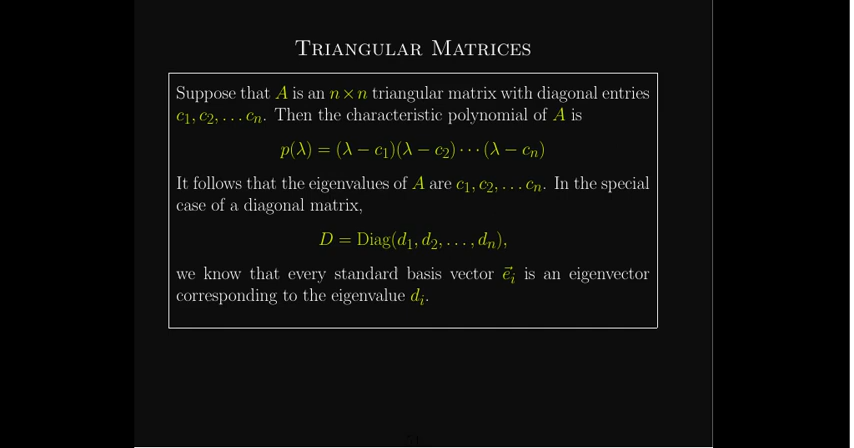 Triangular Matrices
Suppose that A is an n × n triangular matrix with diagonal entries
c₁, c₂, … cₙ. Then the characteristic polynomial of A is
p(λ) = (λ − c₁)(λ − c₂) ⋯ (λ − cₙ)
It follows that the eigenvalues of A are c₁, c₂, … cₙ. In the special
case of a diagonal matrix,
D = Diag(d₁, d₂, …, dₙ),
we know that every standard basis vector e⃗ᵢ is an eigenvector
corresponding to the eigenvalue dᵢ.